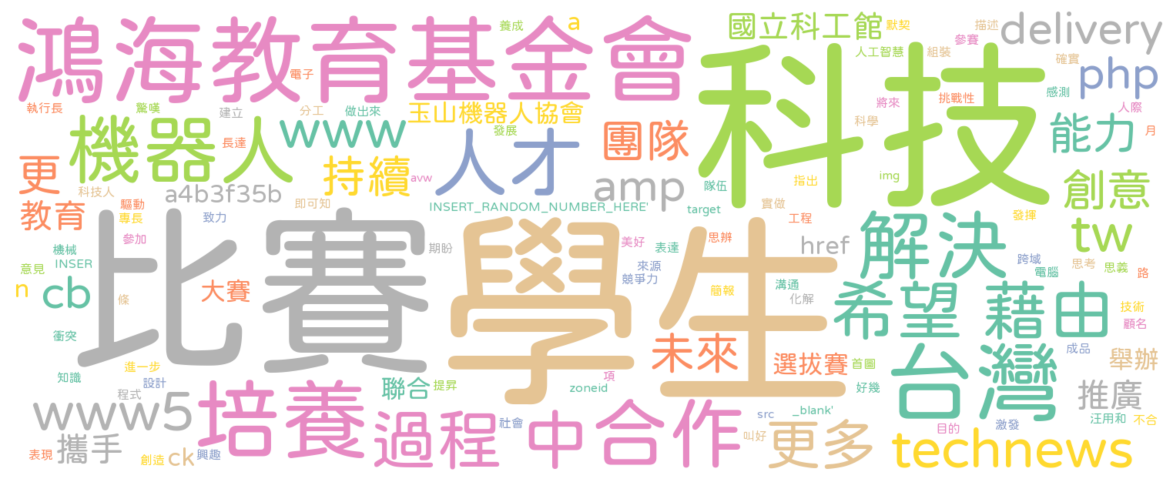 養成 a 國立科工館 默契 描述 delivery
鴻海教育基金會 參賽
電子 人工智慧 組裝 確實 php
執行長 驚嘆 建立 分工 做出來 玉山機器人協會 科技 將來 挑戰性 感測 人際
機器人 長達 www 發展 團隊 科學 能力 月
更 持續 人才 avw img
科技人 a4b3f35b 即可知 amp 隊伍 指出 創意
教育 驅動 專長 致力 INSERT_RANDOM_NUMBER_HERE' target 實做 工程 發揮
機械 參加 期盼 美好 表達 思辨 href 解決 tw
意見 INSER 比賽 學生 來源 跨域 電腦 思考 思義 路
n cb 條 大賽 競爭力 簡報 溝通 化解 希望 藉由 技術
衝突 未來 選拔賽 首圖 成品 顧名
知識 進一步 設計 程式 聯合 提昇 zoneid 項 好幾 台灣 舉辦
www5 培養 過程 中 合作 社會 src _blank' 目的 激發 推廣 汪用和 不合
表現 攜手 創造 ck 興趣 叫好 更多 technews